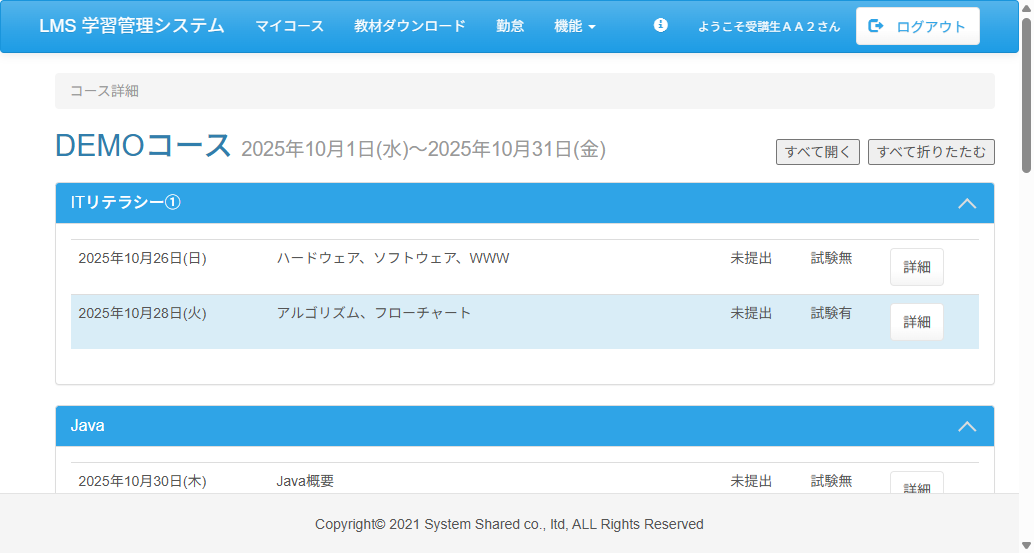 LMS 学習管理システム マイコース 教材ダウンロード 勤怠 機能 ようこそ受講生ＡＡ２さん ログアウト
コース詳細
DEMOコース 2025年10月1日(水)～2025年10月31日(金) すべて開く すべて折りたたむ
ITリテラシー①
2025年10月26日(日) ハードウェア、ソフトウェア、WWW 未提出 試験無 詳細
2025年10月28日(火) アルゴリズム、フローチャート 未提出 試験有 詳細
Java
2025年10月30日(木) Java概要 未提出 試験無 詳細
Copyright© 2021 System Shared co., ltd, ALL Rights Reserved